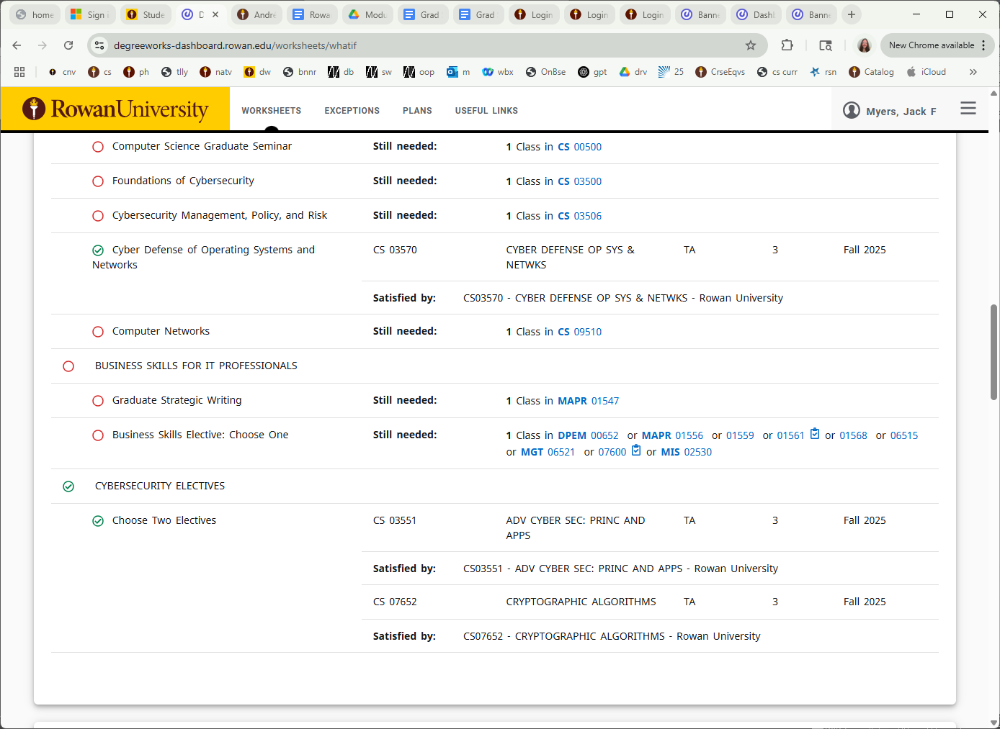 home
Sign i
Stude
D
André
Rowa
Modu
Grad
Grad
Login
Login
Login
Banne
Dashb
Banne
degreeworks-dashboard.rowan.edu/worksheets/whatif
New Chrome available
cnv
cs
ph
tlly
natv
dw
bnnr
db
sw
oop
m
wbx
OnBse
gpt
drv
25
CrseEqvs
cs curr
rsn
Catalog
iCloud
RowanUniversity
WORKSHEETS EXCEPTIONS PLANS USEFUL LINKS
Myers, Jack F
Computer Science Graduate Seminar Still needed: 1 Class in CS 00500
Foundations of Cybersecurity Still needed: 1 Class in CS 03500
Cybersecurity Management, Policy, and Risk Still needed: 1 Class in CS 03506
Cyber Defense of Operating Systems and CS 03570 CYBER DEFENSE OP SYS & TA 3 Fall 2025
Networks NETWKS
Satisfied by: CS03570 - CYBER DEFENSE OP SYS & NETWKS - Rowan University
Computer Networks Still needed: 1 Class in CS 09510
BUSINESS SKILLS FOR IT PROFESSIONALS
Graduate Strategic Writing Still needed: 1 Class in MAPR 01547
Business Skills Elective: Choose One Still needed: 1 Class in DPEM 00652 or MAPR 01556 or 01559 or 01561 or 01568 or 06515
or MGT 06521 or 07600 or MIS 02530
CYBERSECURITY ELECTIVES
Choose Two Electives CS 03551 ADV CYBER SEC: PRINC AND TA 3 Fall 2025
APPS
Satisfied by: CS03551 - ADV CYBER SEC: PRINC AND APPS - Rowan University
CS 07652 CRYPTOGRAPHIC ALGORITHMS TA 3 Fall 2025
Satisfied by: CS07652 - CRYPTOGRAPHIC ALGORITHMS - Rowan University